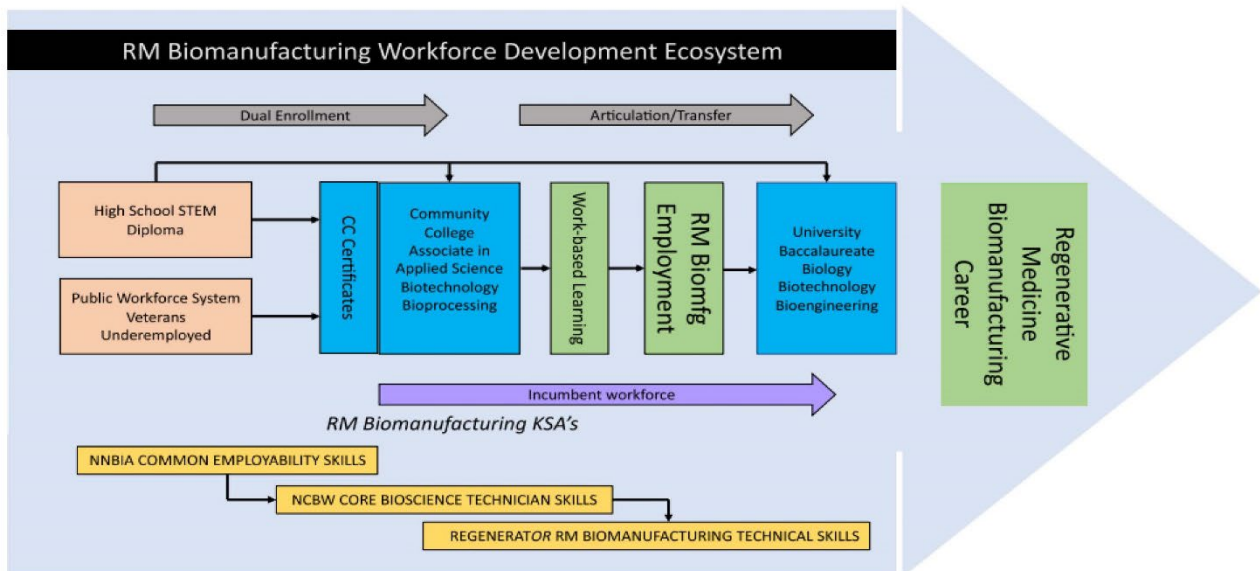 RM Biomanufacturing Workforce Development Ecosystem
Dual Enrollment
Articulation/Transfer
High School STEM
Diploma
Public Workforce System
Veterans
Underemployed
CC Certificates
Community
College
Associate in
Applied Science
Biotechnology
Bioprocessing
Work-based Learning
RM Biomfg
Employment
University
Baccalaureate
Biology
Biotechnology
Bioengineering
Regenerative
Medicine
Biomanufacturing
Career
Incumbent workforce
RM Biomanufacturing KSA's
NNBIA COMMON EMPLOYABILITY SKILLS
NCBW CORE BIOSCIENCE TECHNICIAN SKILLS
REGENERATOR RM BIOMANUFACTURING TECHNICAL SKILLS